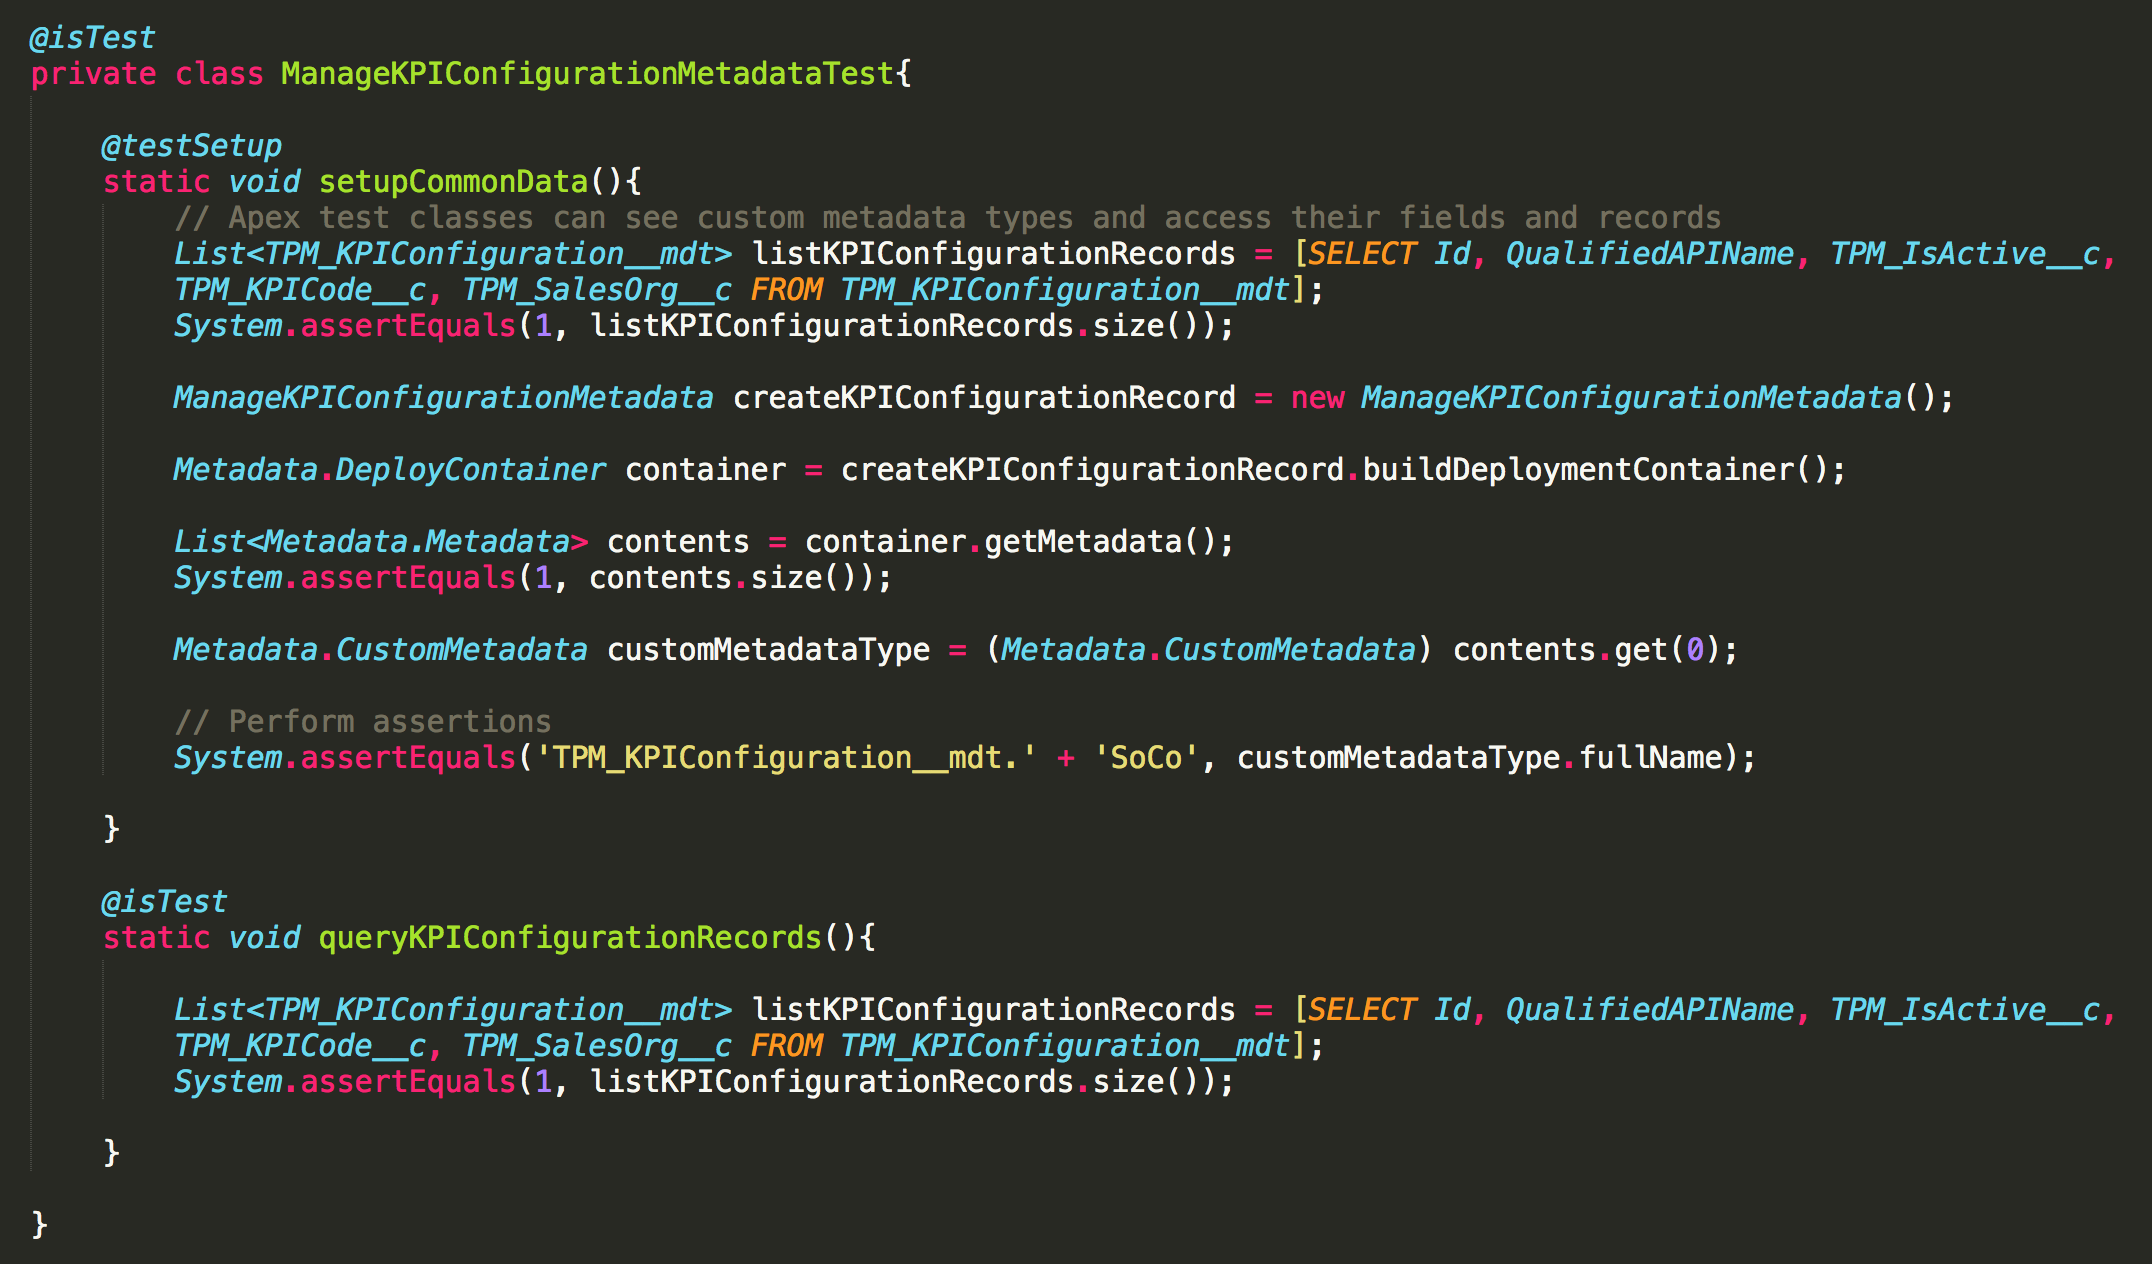 @isTest
private class ManageKPIConfigurationMetadataTest{
@testSetup
static void setupCommonData(){
// Apex test classes can see custom metadata types and access their fields and records
List<TPM_KPIConfiguration__mdt> listKPIConfigurationRecords = [SELECT Id, QualifiedAPIName, TPM_IsActive__c,
TPM_KPICode__c, TPM_SalesOrg__c FROM TPM_KPIConfiguration__mdt];
System.assertEquals(1, listKPIConfigurationRecords.size());
ManageKPIConfigurationMetadata createKPIConfigurationRecord = new ManageKPIConfigurationMetadata();
Metadata.DeployContainer container = createKPIConfigurationRecord.buildDeploymentContainer();
List<Metadata.Metadata> contents = container.getMetadata();
System.assertEquals(1, contents.size());
Metadata.CustomMetadata customMetadataType = (Metadata.CustomMetadata) contents.get(0);
// Perform assertions
System.assertEquals('TPM_KPIConfiguration__mdt.' + 'SoCo', customMetadataType.fullName);
}
@isTest
static void queryKPIConfigurationRecords(){
List<TPM_KPIConfiguration__mdt> listKPIConfigurationRecords = [SELECT Id, QualifiedAPIName, TPM_IsActive__c,
TPM_KPICode__c, TPM_SalesOrg__c FROM TPM_KPIConfiguration__mdt];
System.assertEquals(1, listKPIConfigurationRecords.size());
}
}